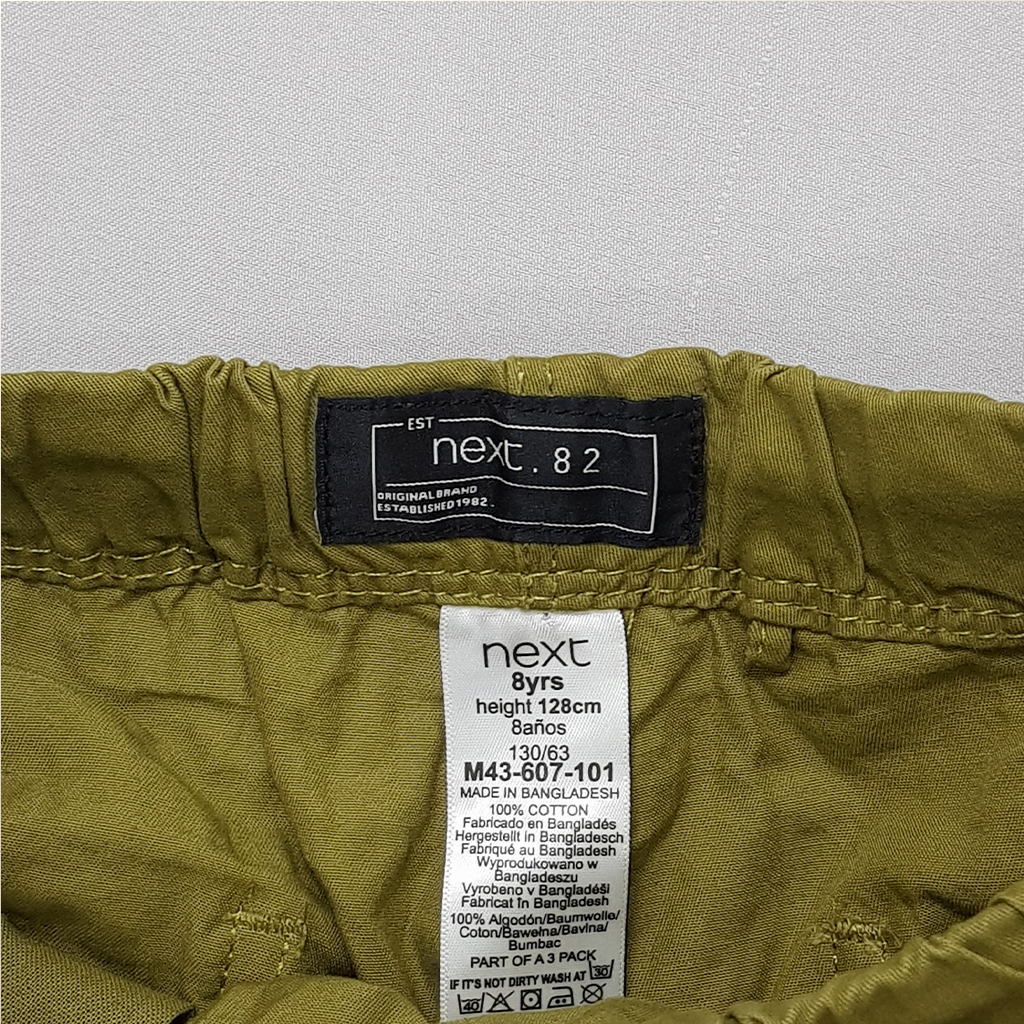 EST
next.82
ORIGINAL BRAND
ESTABLISHED 1982.
next
8yrs
height 128cm
8años
130/63
M43-607-101
MADE IN BANGLADESH
100% COTTON
Fabricado en Bangladés
Hergestellt in Bangladesch
Fabriqué au Bangladesh
Wyprodukowano w
Bangladeszu
Vyrobeno v Bangladéši
Fabricat în Bangladesh
100% Algodón/Baumwolle/
Coton/Bawełna/Bavlna/
Bumbac
PART OF A 3 PACK
IF IT'S NOT DIRTY WASH AT 30
40